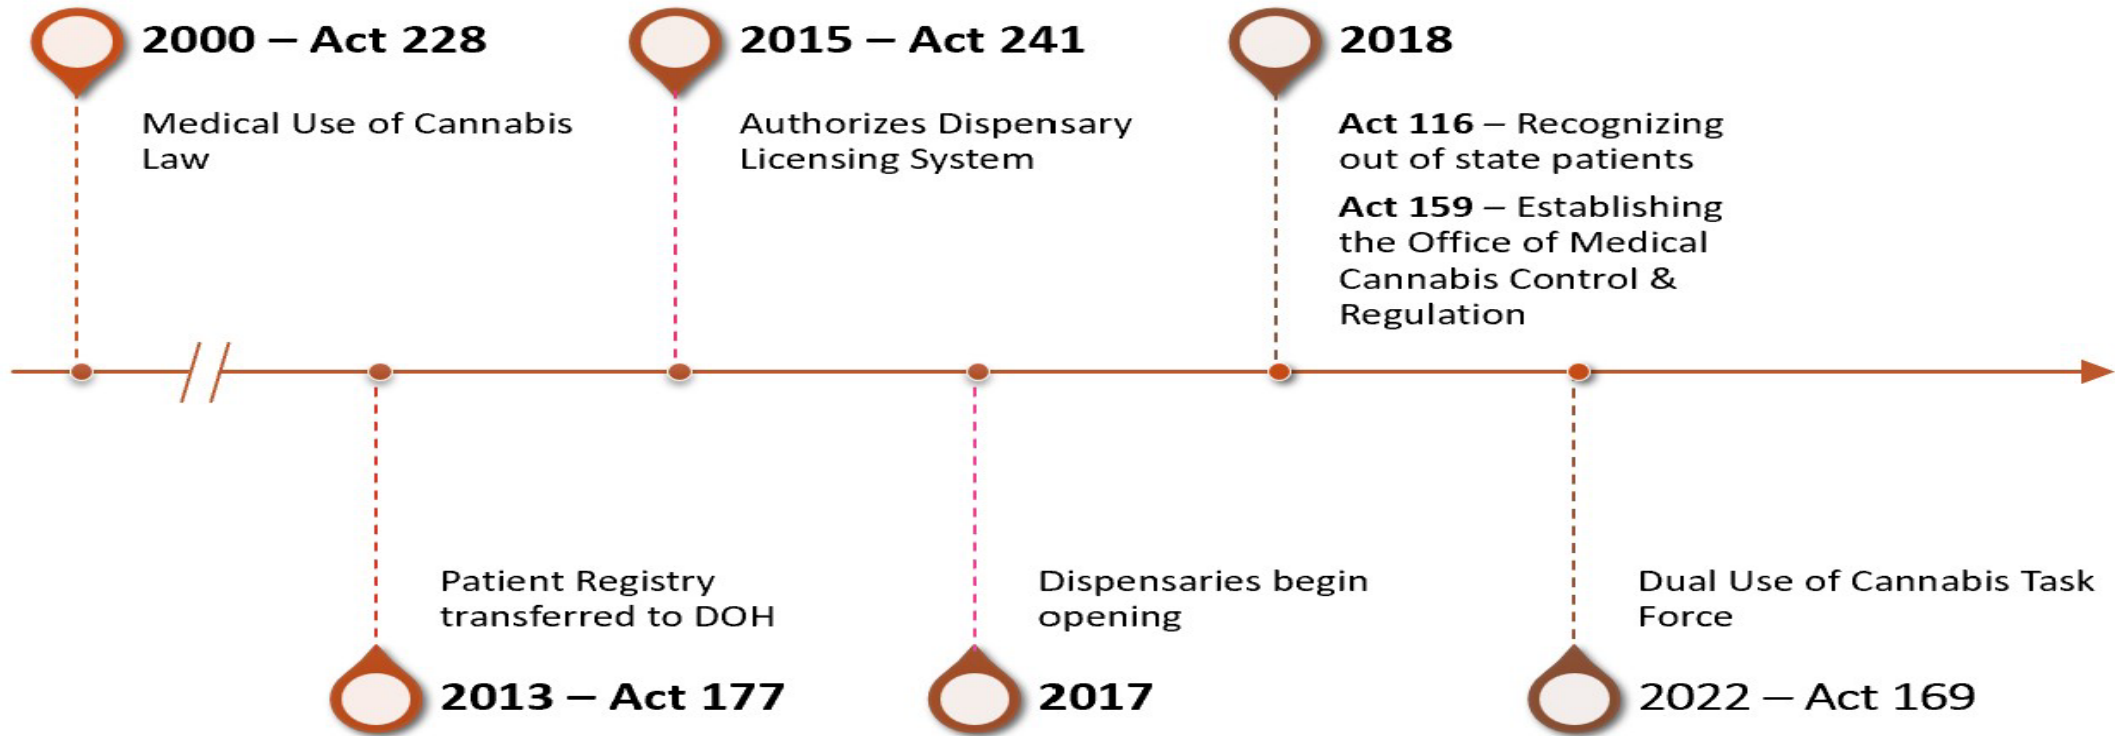 2000 – Act 228
Medical Use of Cannabis
Law
2015 – Act 241
Authorizes Dispensary
Licensing System
2018
Act 116 – Recognizing
out of state patients
Act 159 – Establishing
the Office of Medical
Cannabis Control &
Regulation
Patient Registry
transferred to DOH
2013 – Act 177
Dispensaries begin
opening
2017
Dual Use of Cannabis Task
Force
2022 – Act 169